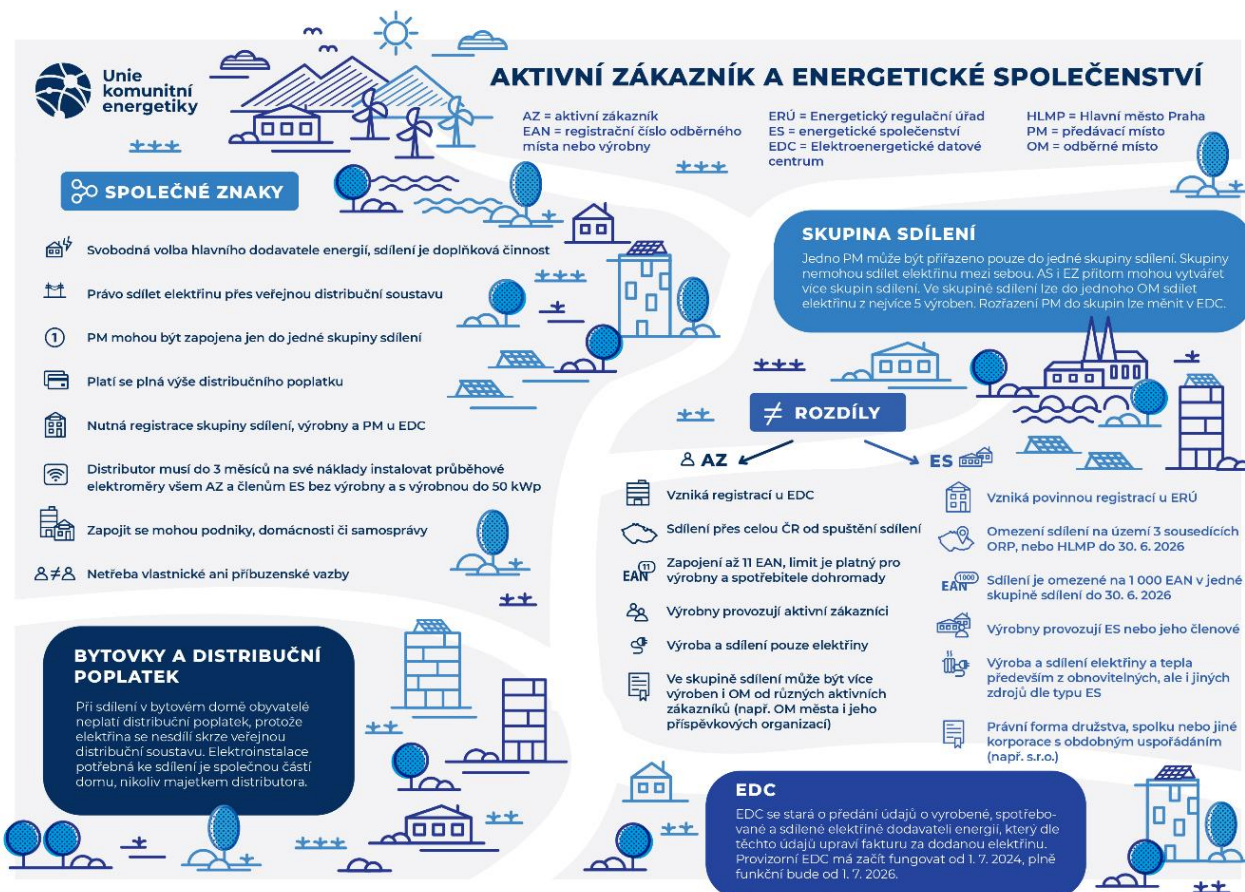 Unie
komunitní
energetiky
AKTIVNÍ ZÁKAZNÍK A ENERGETICKÉ SPOLEČENSTVÍ
AZ = aktivní zákazník
EAN = registrační číslo odběrného
místa nebo výrobny
ERÚ = Energetický regulační úřad
ES = energetické společenství
EDC = Elektroenergetické datové
centrum
HLMP = Hlavní město Praha
PM = předávací místo
OM = odběrné místo
SPOLEČNÉ ZNAKY
Svobodná volba hlavního dodavatele energií, sdílení je doplňková činnost
Právo sdílet elektřinu přes veřejnou distribuční soustavu
1
PM mohou být zapojena jen do jedné skupiny sdílení
Platí se plná výše distribučního poplatku
Nutná registrace skupiny sdílení, výrobny a PM u EDC
Distributor musí do 3 měsíců na své náklady instalovat průběhové
elektroměry všem AZ a členům ES bez výrobny a s výrobnou do 50 kWp
Zapojit se mohou podniky, domácnosti či samosprávy
≠
Netřeba vlastnické ani příbuzenské vazby
BYTOVKY A DISTRIBUČNÍ
POPLATEK
Při sdílení v bytovém domě obyvatelé
neplatí distribuční poplatek, protože
elektřina se nesdílí skrze veřejnou
distribuční soustavu. Elektroinstalace
potřebná ke sdílení je společnou částí
domu, nikoliv majetkem distributora.
SKUPINA SDÍLENÍ
Jedno PM může být přiřazeno pouze do jedné skupiny sdílení. Skupiny
nemohou sdílet elektřinu mezi sebou. AS i EZ přitom mohou vytvářet
více skupin sdílení. Ve skupině sdílení lze do jednoho OM sdílet
elektřinu z nejvíce 5 výroben. Rozřazení PM do skupin lze měnit v EDC.
≠ ROZDÍLY
AZ
Vzniká registrací u EDC
Sdílení přes celou ČR od spuštění sdílení
EAN 11
Zapojení až 11 EAN, limit je platný pro
výrobny a spotřebitele dohromady
Výrobny provozují aktivní zákazníci
Výroba a sdílení pouze elektřiny
Ve skupině sdílení může být více
výroben i OM od různých aktivních
zákazníků (např. OM města i jeho
příspěvkových organizací)
ES
Vzniká povinnou registrací u ERÚ
Omezení sdílení na území 3 sousedících
ORP, nebo HLMP do 30. 6. 2026
EAN 1000
Sdílení je omezené na 1 000 EAN v jedné
skupině sdílení do 30. 6. 2026
Výrobny provozují ES nebo jeho členové
Výroba a sdílení elektřiny a tepla
především z obnovitelných, ale i jiných
zdrojů dle typu ES
Právní forma družstva, spolku nebo jiné
korporace s obdobným uspořádáním
(např. s.r.o.)
EDC
EDC se stará o předání údajů o vyrobené, spotřebo-
vané a sdílené elektřině dodavateli energií, který dle
těchto údajů upraví fakturu za dodanou elektřinu.
Provizorní EDC má začít fungovat od 1. 7. 2024, plně
funkční bude od 1. 7. 2026.